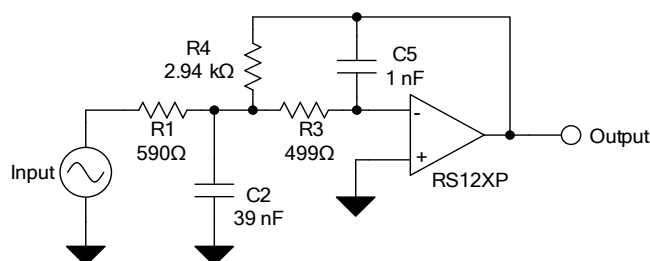 R4
2.94 kΩ
C5
1 nF
R1
590Ω
R3
499Ω
-
+
Output
Input
RS12XP
C2
39 nF